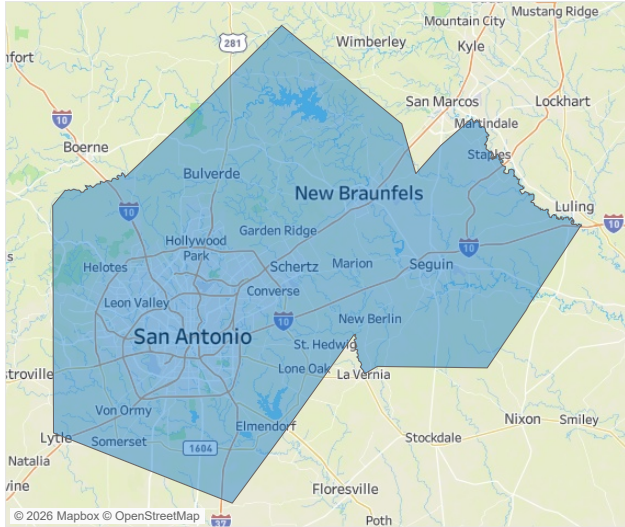 Mustang Ridge
Mountain City
281
Wimberley
Kyle
San Marcos
Lockhart
10
Martindale
Boerne
Staples
Bulverde
New Braunfels
Luling
10
10
Garden Ridge
Hollywood
Park
10
Helotes
Schertz
Marion
Seguin
Converse
Leon Valley
10
New Berlin
San Antonio
St. Hedwig
Lone Oak
La Vernia
Von Ormy
Elmendorf
Nixon
Smiley
Lytle
Somerset
1604
Stockdale
Natalia
Floresville
© 2026 Mapbox © OpenStreetMap
37
Poth